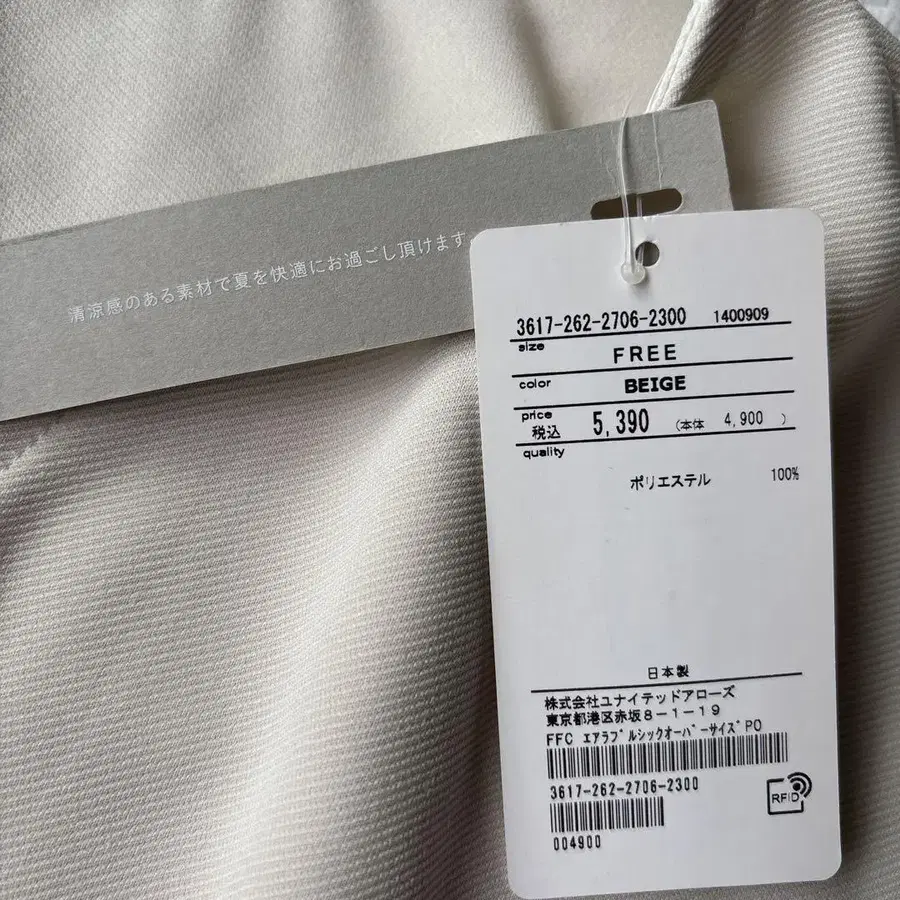 清涼感のある素材で夏を快適にお過ごし頂けます
3617-262-2706-2300 1400909
size
FREE
color BEIGE
price
税込 5,390 (本体 4,900 )
quality
ポリエステル 100%
日本製
株式会社ユナイテッドアローズ
東京都港区赤坂8-1-19
FFC ｴｱﾗﾌﾞﾙシックオーバーサイズPO
3617-262-2706-2300
RFID
004900